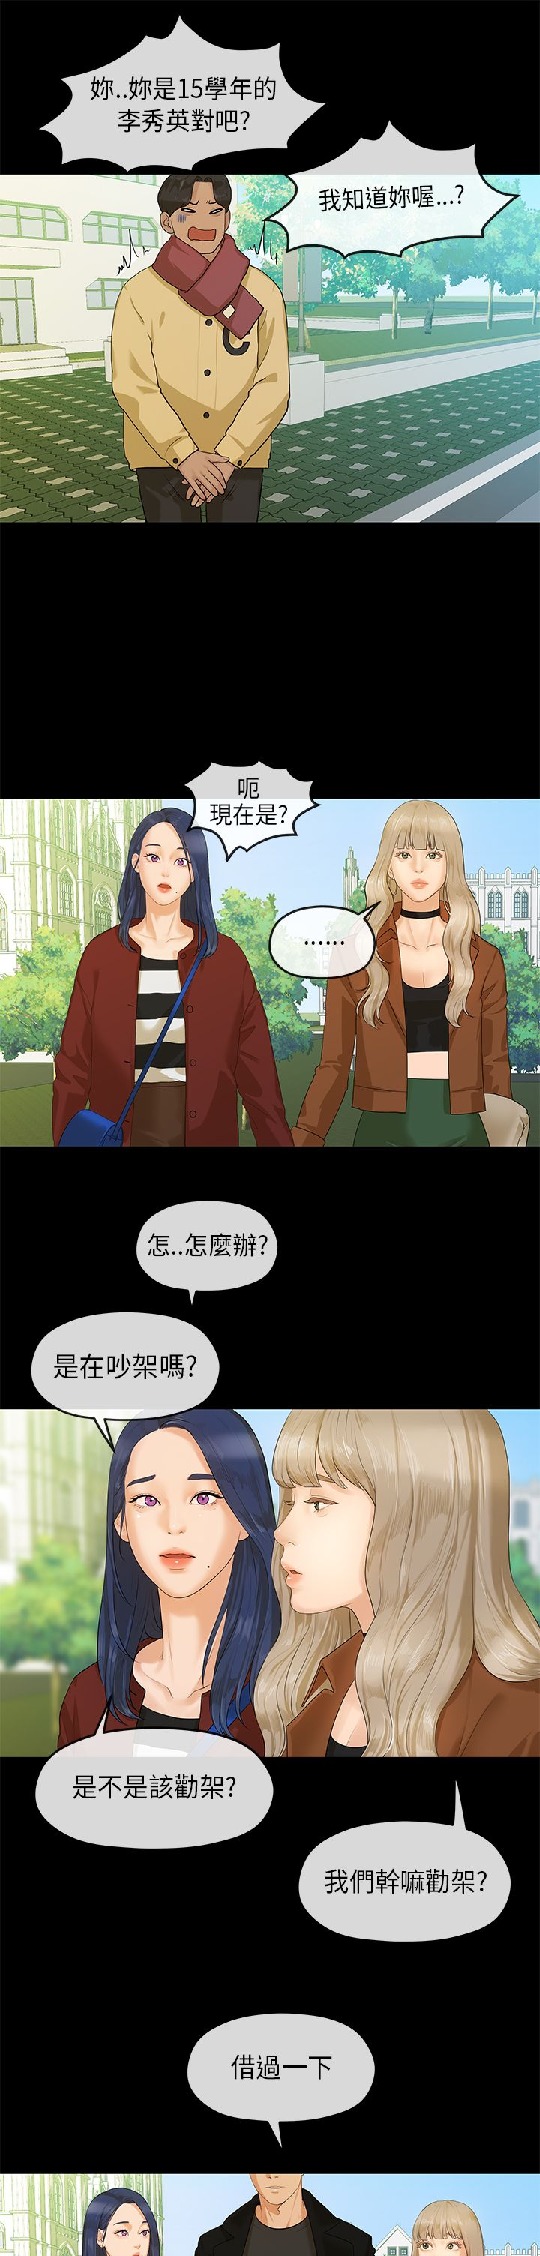 妳..妳是15學年的
李秀英對吧?
我知道妳喔...?
呃
現在是?
......
怎..怎麼辦?
是在吵架嗎?
是不是該勸架?
我們幹嘛勸架?
借過一下